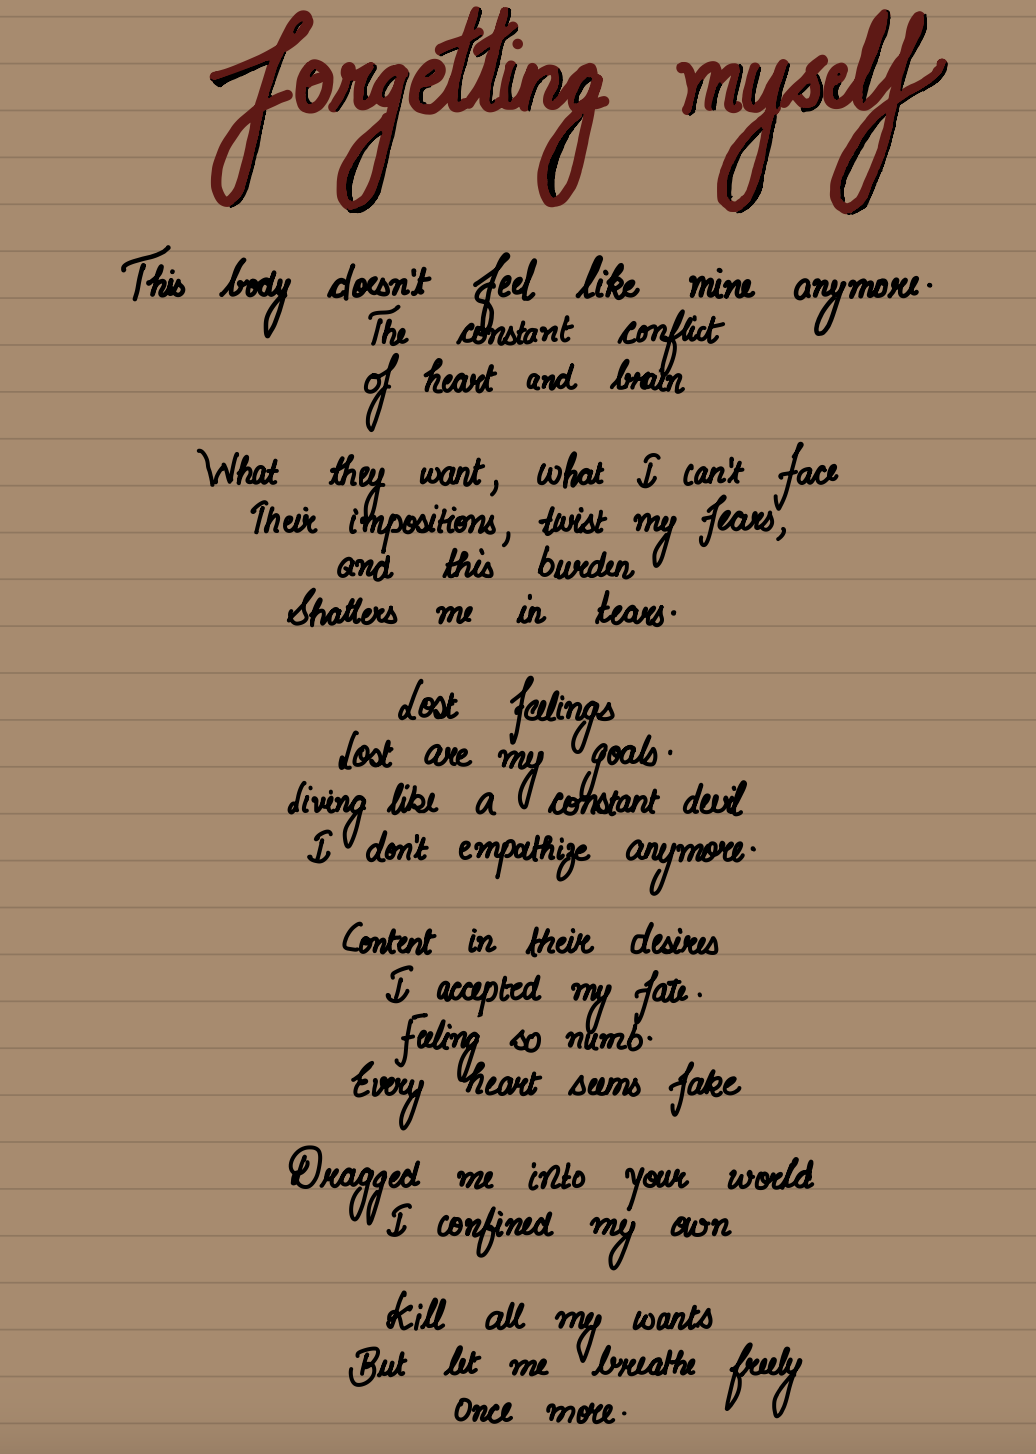 Forgetting myself
This body doesn't feel like mine anymore.
The constant conflict
of heart and brain
What they want, what I can't face
Their impositions, twist my fears,
and this burden
Shatters me in tears.
Lost feelings
Lost are my goals.
Living like a constant devil
I don't empathize anymore.
Content in their desires
I accepted my fate.
Feeling so numb.
Every heart seems fake
Dragged me into your world
I confined my own
Kill all my wants
But let me breathe freely
Once more.